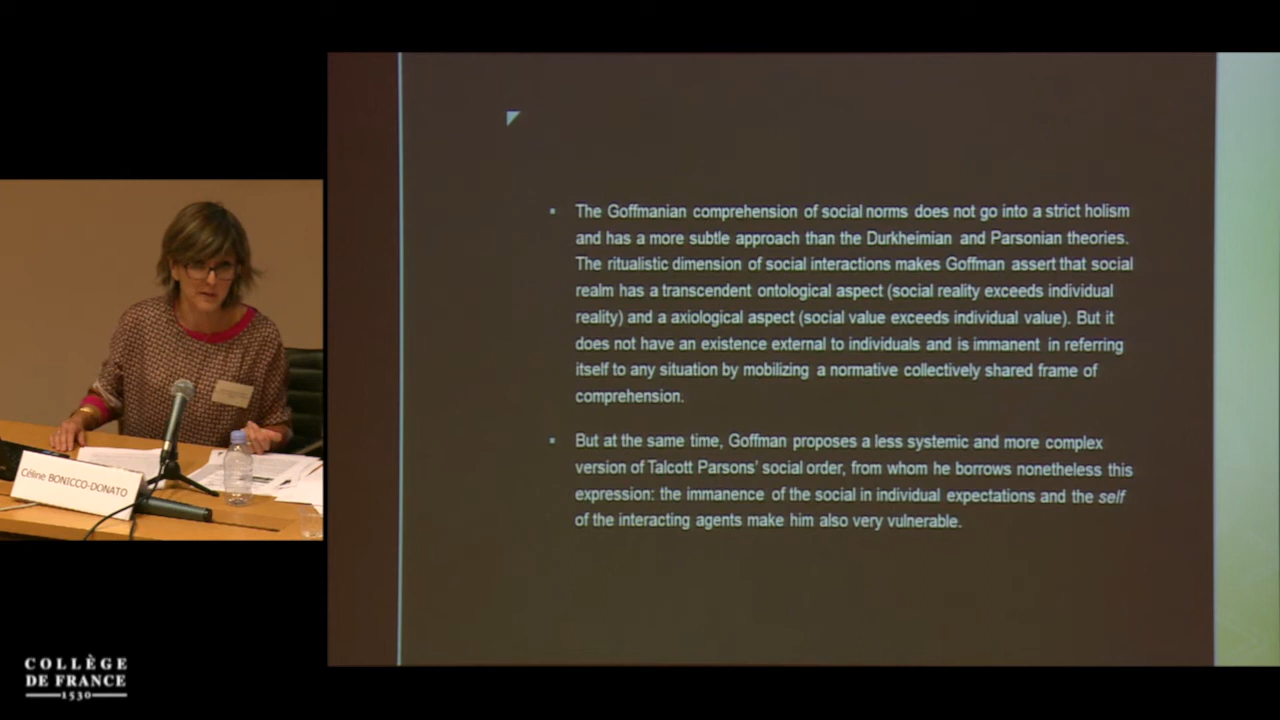 The Goffmanian comprehension of social norms does not go into a strict holism
and has a more subtle approach than the Durkheimian and Parsonian theories.
The ritualistic dimension of social interactions makes Goffman assert that social
realm has a transcendent ontological aspect (social reality exceeds individual
reality) and a axiological aspect (social value exceeds individual value). But it
does not have an existence external to individuals and is immanent in referring
itself to any situation by mobilizing a normative collectively shared frame of
comprehension.
But at the same time, Goffman proposes a less systemic and more complex
version of Talcott Parsons' social order, from whom he borrows nonetheless this
expression: the immanence of the social in individual expectations and the self
of the interacting agents make him also very vulnerable.
Céline BONICCO-DONATO
COLLÈGE
DE FRANCE
1530